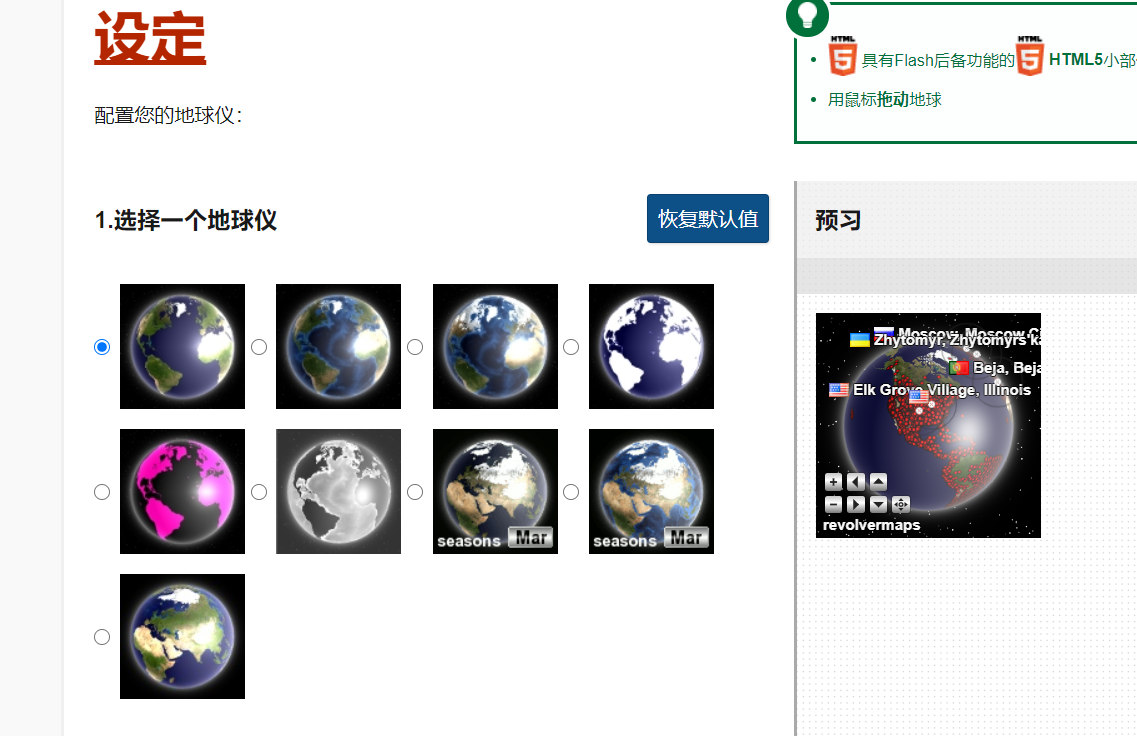 设定
配置您的地球仪：
HTML
具有Flash后备功能的
HTML
HTML5小部
用鼠标拖动地球
1.选择一个地球仪
恢复默认值
seasons Mar
seasons Mar
预习
Moscow, Moscow
Zhytomyr, Zhytomyrs'ka
Beja, Beja
Elk Grove Village, Illinois
revolvermaps